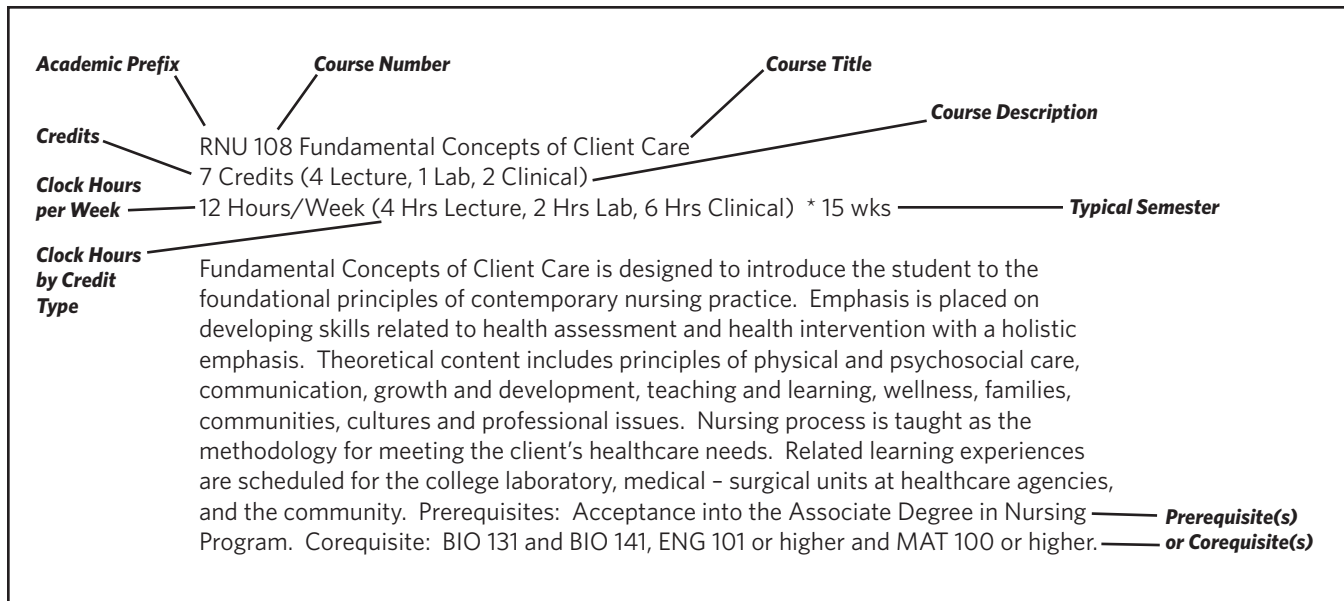 Academic Prefix
Course Number
Course Title
Course Description
Credits
RNU 108 Fundamental Concepts of Client Care
7 Credits (4 Lecture, 1 Lab, 2 Clinical)
Clock Hours
per Week
12 Hours/Week (4 Hrs Lecture, 2 Hrs Lab, 6 Hrs Clinical)  * 15 wks
Typical Semester
Clock Hours
by Credit
Type
Fundamental Concepts of Client Care is designed to introduce the student to the
foundational principles of contemporary nursing practice.  Emphasis is placed on
developing skills related to health assessment and health intervention with a holistic
emphasis.  Theoretical content includes principles of physical and psychosocial care,
communication, growth and development, teaching and learning, wellness, families,
communities, cultures and professional issues.  Nursing process is taught as the
methodology for meeting the client’s healthcare needs.  Related learning experiences
are scheduled for the college laboratory, medical – surgical units at healthcare agencies,
and the community.  Prerequisites:  Acceptance into the Associate Degree in Nursing
Program.  Corequisite:  BIO 131 and BIO 141, ENG 101 or higher and MAT 100 or higher.
Prerequisite(s)
or Corequisite(s)